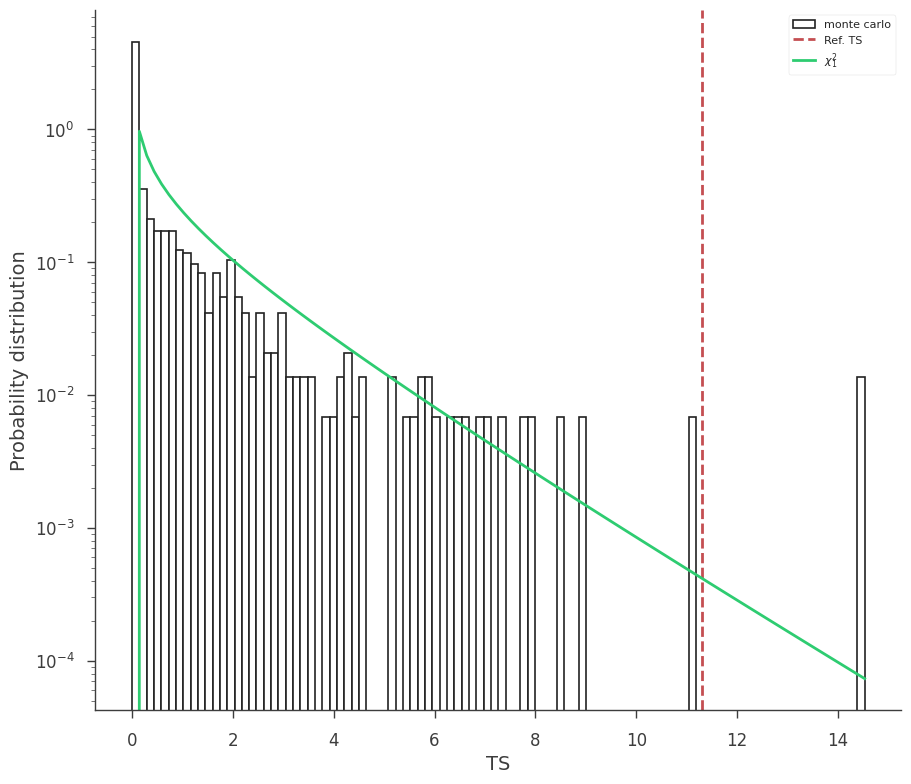 monte carlo
Ref. TS
χ²₁
Probability distribution
10⁰
10⁻¹
10⁻²
10⁻³
10⁻⁴
0 2 4 6 8 10 12 14
TS